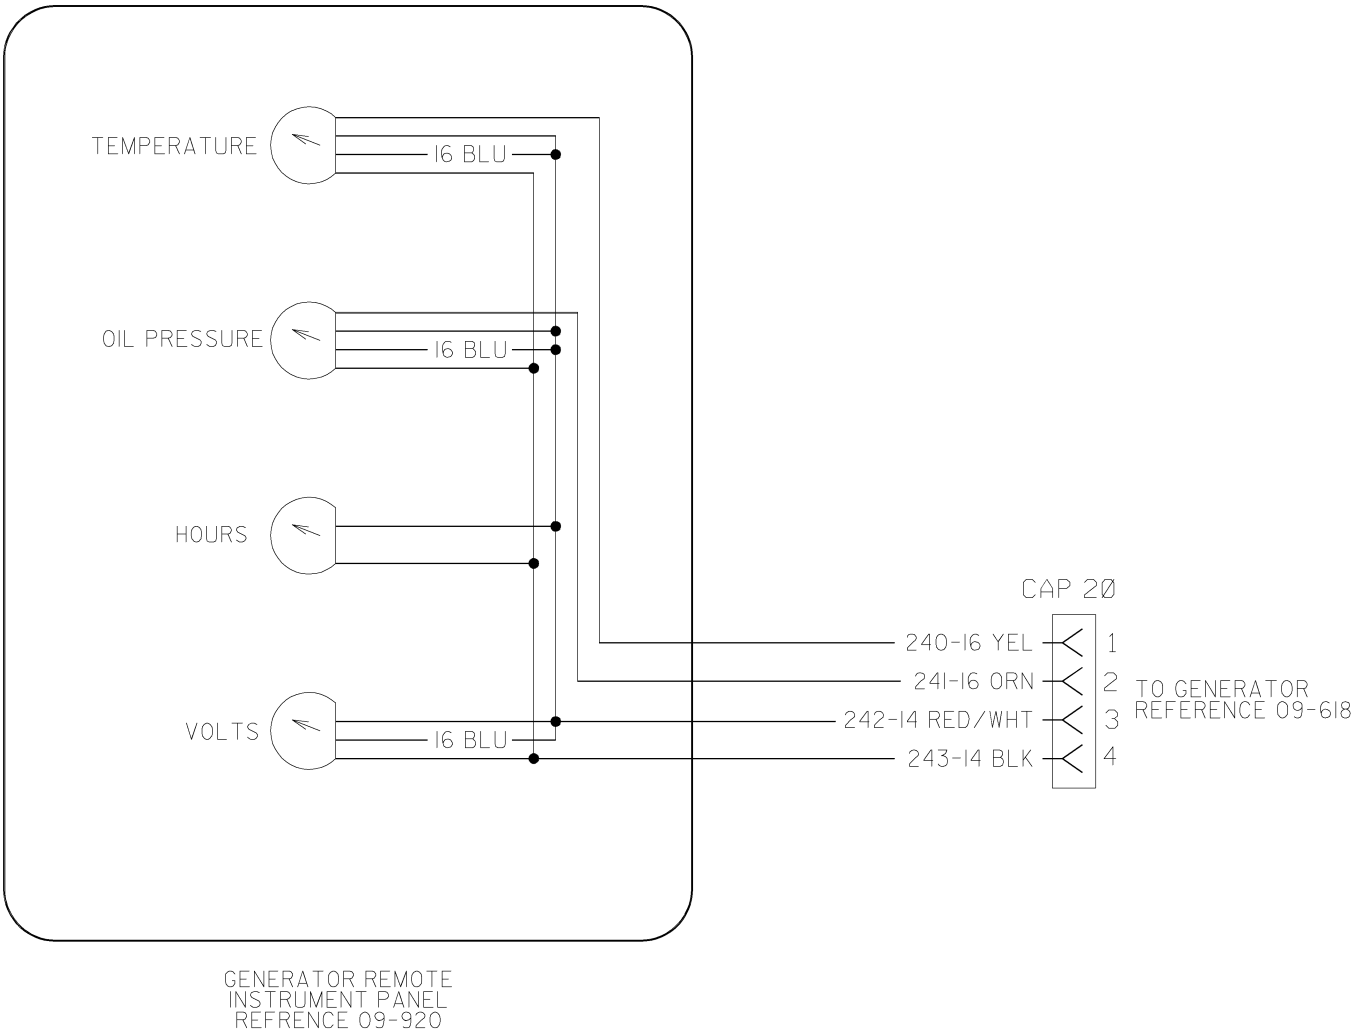 TEMPERATURE
16 BLU
OIL PRESSURE
16 BLU
HOURS
CAP 20
240-16 YEL
1
241-16 ORN
2
TO GENERATOR
REFERENCE 09-618
242-14 RED/WHT
3
VOLTS
16 BLU
243-14 BLK
4
GENERATOR REMOTE
INSTRUMENT PANEL
REFRENCE 09-920